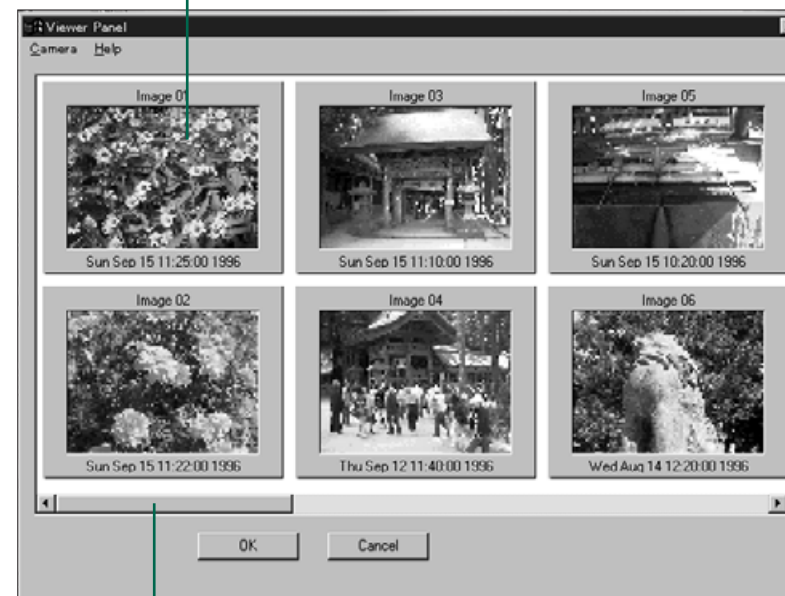 Viewer Panel
Camera Help
Image 01
Image 03
Image 05
Sun Sep 15 11:25:00 1996
Sun Sep 15 11:10:00 1996
Sun Sep 15 10:20:00 1996
Image 02
Image 04
Image 06
Sun Sep 15 11:22:00 1996
Thu Sep 12 11:40:00 1996
Wed Aug 14 12:20:00 1996
OK
Cancel